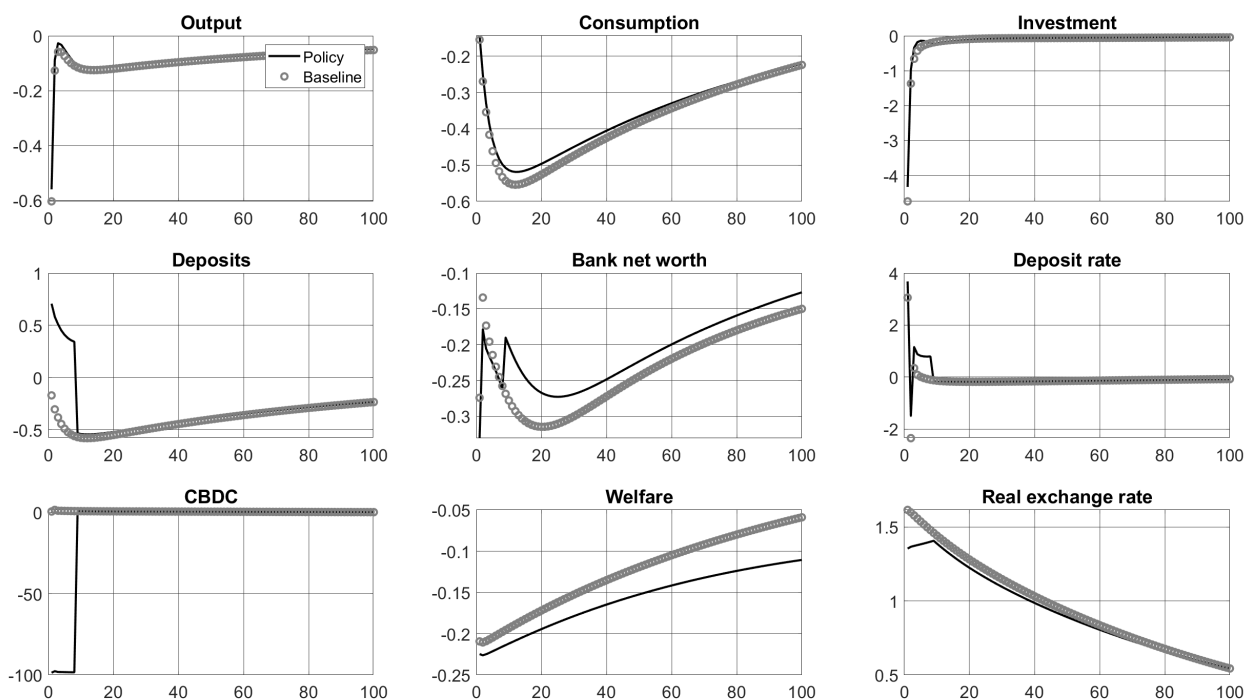 Output
0
-0.2
-0.4
-0.6
0 20 40 60 80 100
Policy
Baseline
Consumption
-0.2
-0.3
-0.4
-0.5
-0.6
0 20 40 60 80 100
Investment
0
-1
-2
-3
-4
0 20 40 60 80 100
Deposits
1
0.5
0
-0.5
0 20 40 60 80 100
Bank net worth
-0.1
-0.15
-0.2
-0.25
-0.3
0 20 40 60 80 100
Deposit rate
4
2
0
-2
0 20 40 60 80 100
CBDC
0
-50
-100
0 20 40 60 80 100
Welfare
-0.05
-0.1
-0.15
-0.2
-0.25
0 20 40 60 80 100
Real exchange rate
1.5
1
0.5
0 20 40 60 80 100